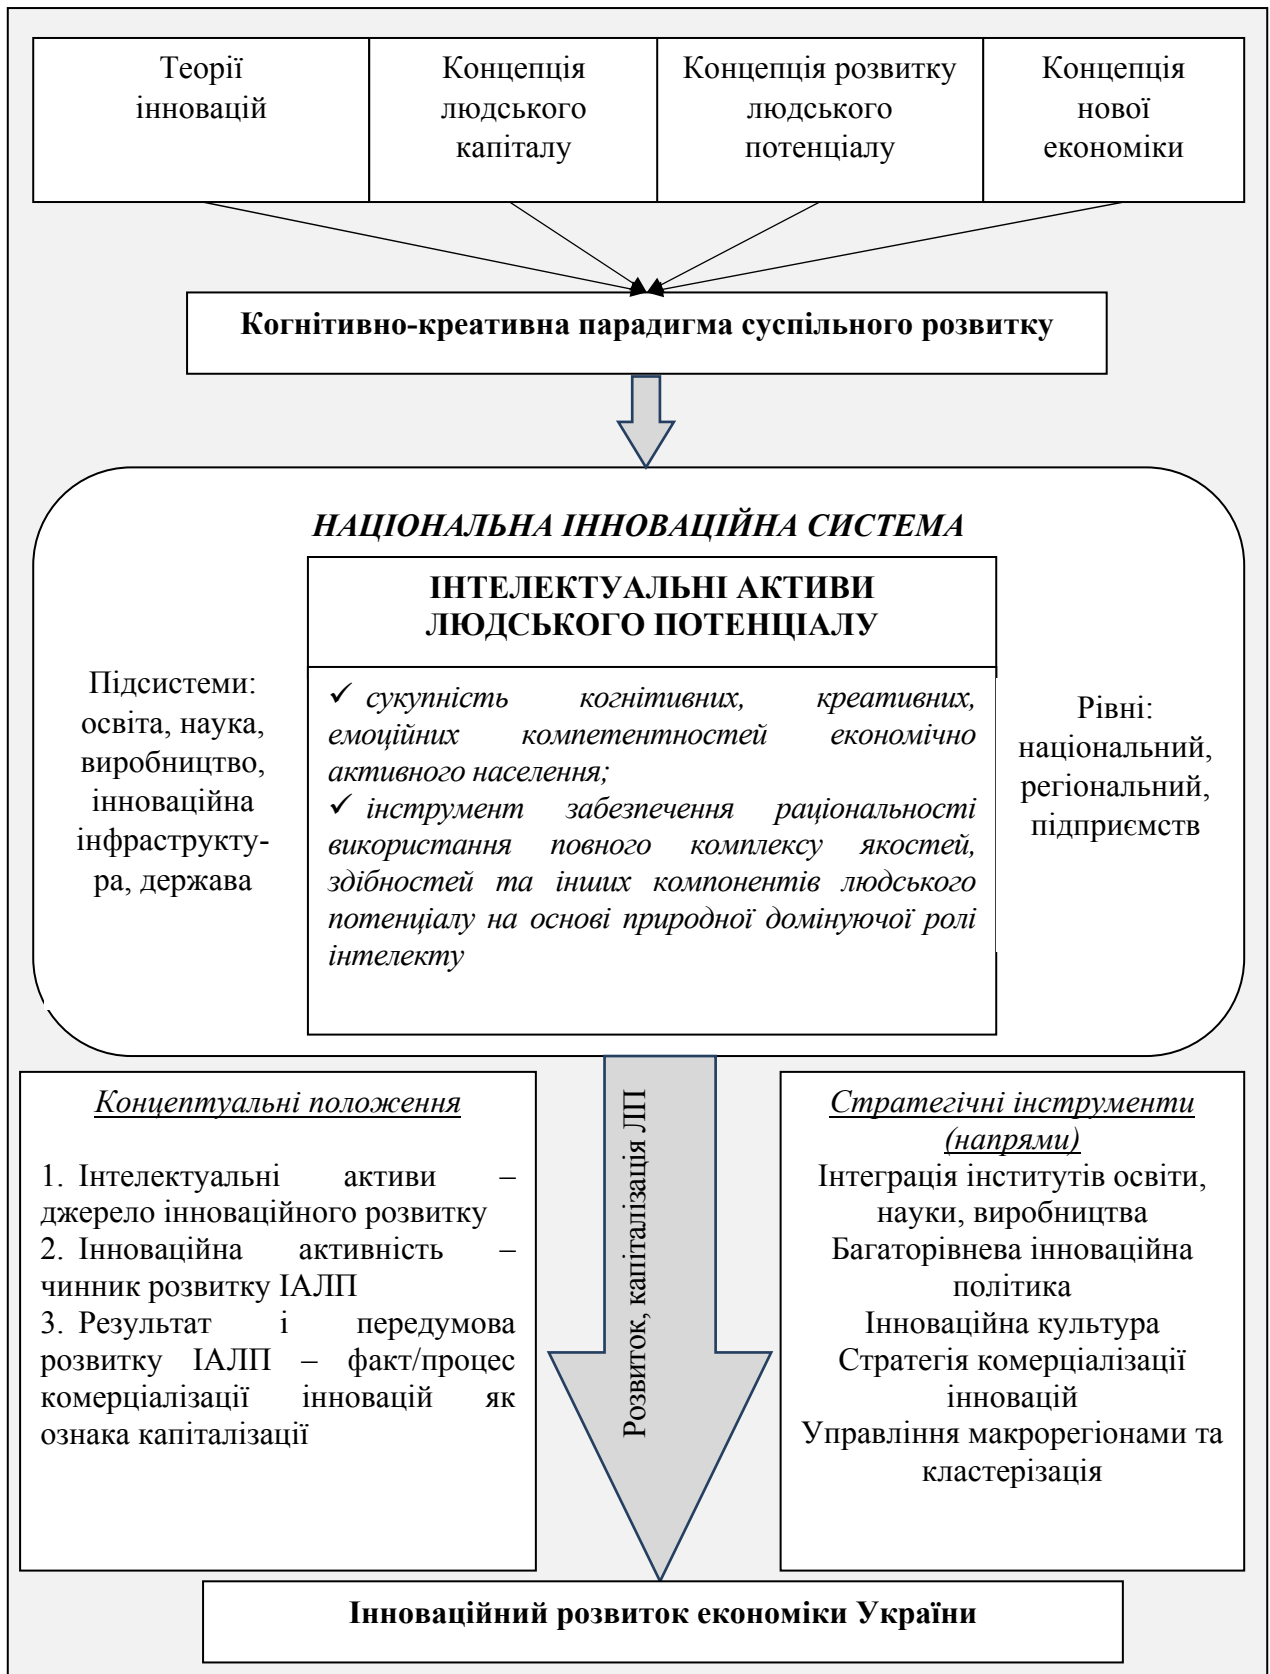 Теорії
інновацій
Концепція
людського
капіталу
Концепція розвитку
людського
потенціалу
Концепція
нової
економіки
Когнітивно-креативна парадигма суспільного розвитку
НАЦІОНАЛЬНА ІННОВАЦІЙНА СИСТЕМА
ІНТЕЛЕКТУАЛЬНІ АКТИВИ
ЛЮДСЬКОГО ПОТЕНЦІАЛУ
Підсистеми:
освіта, наука,
виробництво,
інноваційна
інфраструкту-
ра, держава
✓ сукупність когнітивних, креативних,
емоційних компетентностей економічно
активного населення;
✓ інструмент забезпечення раціональності
використання повного комплексу якостей,
здібностей та інших компонентів людського
потенціалу на основі природної домінуючої ролі
інтелекту
Рівні:
національний,
регіональний,
підприємств
Концептуальні положення
1. Інтелектуальні активи –
джерело інноваційного розвитку
2. Інноваційна активність –
чинник розвитку ІАЛП
3. Результат і передумова
розвитку ІАЛП – факт/процес
комерціалізації інновацій як
ознака капіталізації
Розвиток, капіталізація ЛП
Стратегічні інструменти
(напрями)
Інтеграція інститутів освіти,
науки, виробництва
Багаторівнева інноваційна
політика
Інноваційна культура
Стратегія комерціалізації
інновацій
Управління макрорегіонами та
кластерізація
Інноваційний розвиток економіки України